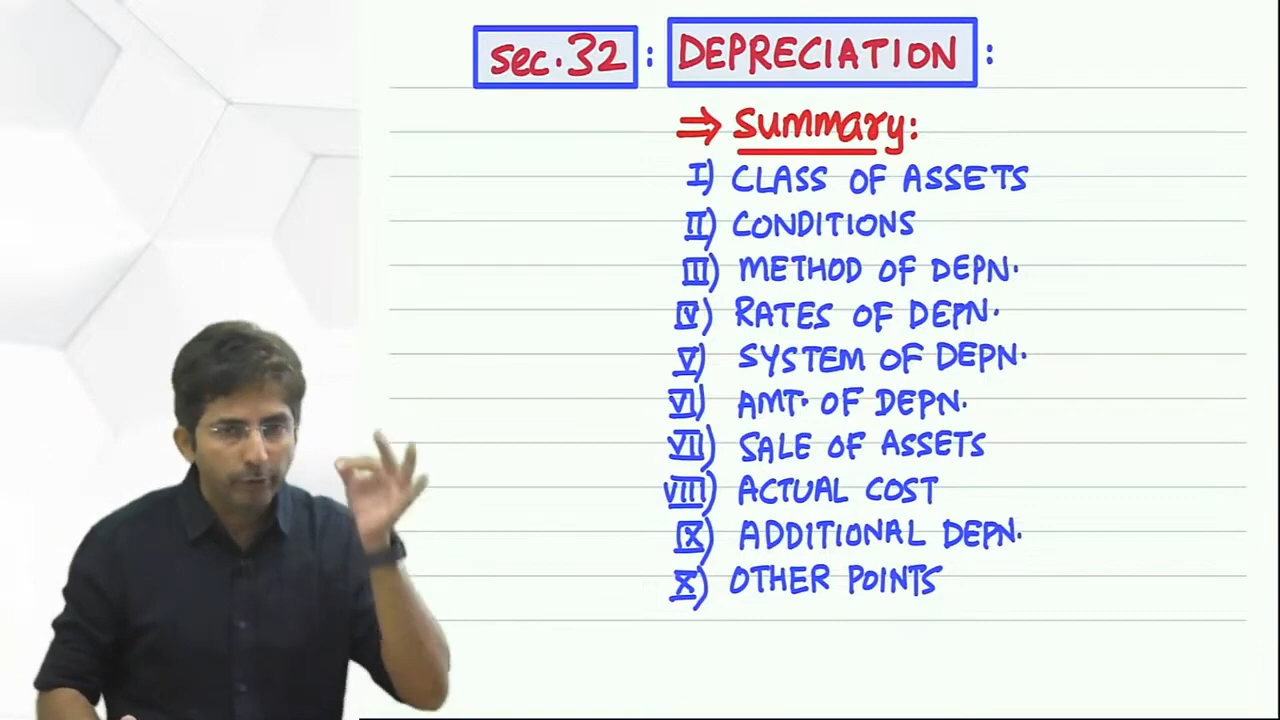 sec.32 : DEPRECIATION :
⇒ Summary:
I) CLASS OF ASSETS
II) CONDITIONS
III) METHOD OF DEPN.
IV) RATES OF DEPN.
V) SYSTEM OF DEPN.
VI) AMT. OF DEPN.
VII) SALE OF ASSETS
VIII) ACTUAL COST
IX) ADDITIONAL DEPN.
X) OTHER POINTS